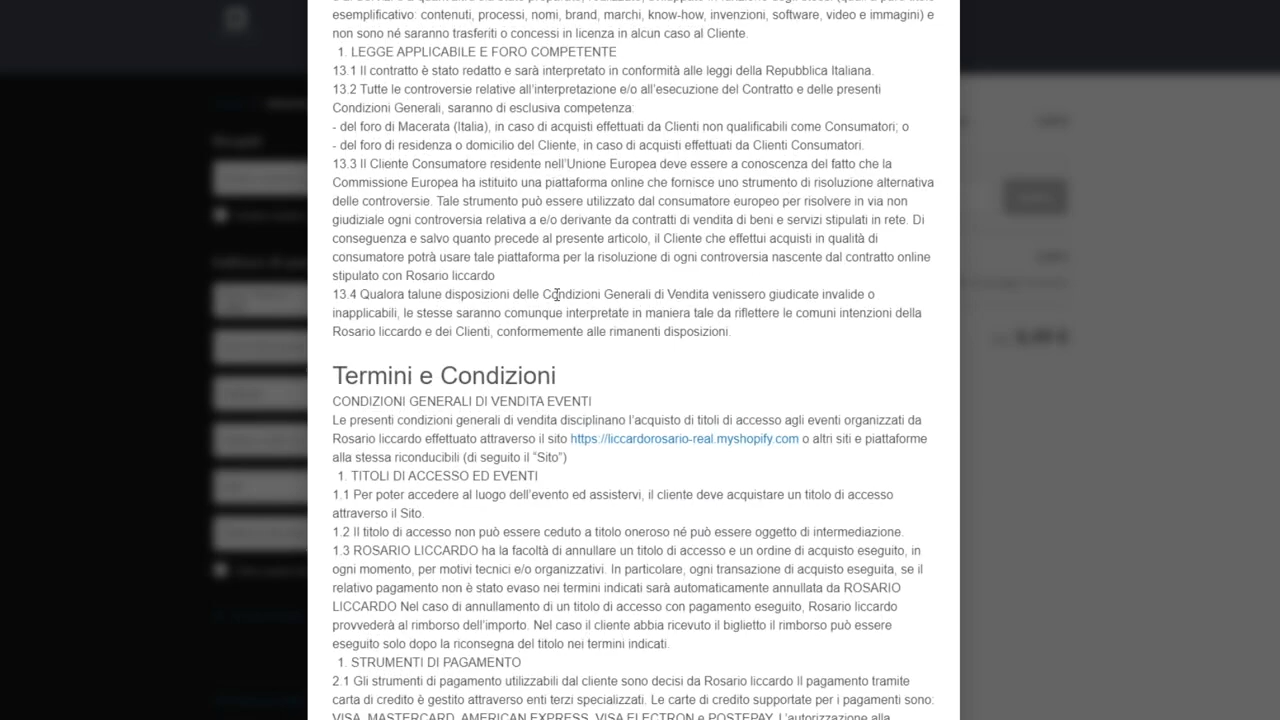 esemplificativo: contenuti, processi, nomi, brand, marchi, know-how, invenzioni, software, video e immagini) e
non sono né saranno trasferiti o concessi in licenza in alcun caso al Cliente.
1. LEGGE APPLICABILE E FORO COMPETENTE
13.1 Il contratto è stato redatto e sarà interpretato in conformità alle leggi della Repubblica Italiana.
13.2 Tutte le controversie relative all’interpretazione e/o all’esecuzione del Contratto e delle presenti
Condizioni Generali, saranno di esclusiva competenza:
- del foro di Macerata (Italia), in caso di acquisti effettuati da Clienti non qualificabili come Consumatori; o
- del foro di residenza o domicilio del Cliente, in caso di acquisti effettuati da Clienti Consumatori.
13.3 Il Cliente Consumatore residente nell’Unione Europea deve essere a conoscenza del fatto che la
Commissione Europea ha istituito una piattaforma online che fornisce uno strumento di risoluzione alternativa
delle controversie. Tale strumento può essere utilizzato dal consumatore europeo per risolvere in via non
giudiziale ogni controversia relativa a e/o derivante da contratti di vendita di beni e servizi stipulati in rete. Di
conseguenza e salvo quanto precede al presente articolo, il Cliente che effettui acquisti in qualità di
consumatore potrà usare tale piattaforma per la risoluzione di ogni controversia nascente dal contratto online
stipulato con Rosario liccardo
13.4 Qualora talune disposizioni delle Condizioni Generali di Vendita venissero giudicate invalide o
inapplicabili, le stesse saranno comunque interpretate in maniera tale da riflettere le comuni intenzioni della
Rosario liccardo e dei Clienti, conformemente alle rimanenti disposizioni.
Termini e Condizioni
CONDIZIONI GENERALI DI VENDITA EVENTI
Le presenti condizioni generali di vendita disciplinano l’acquisto di titoli di accesso agli eventi organizzati da
Rosario liccardo effettuato attraverso il sito https://liccardorosario-real.myshopify.com o altri siti e piattaforme
alla stessa riconducibili (di seguito il “Sito”)
1. TITOLI DI ACCESSO ED EVENTI
1.1 Per poter accedere al luogo dell’evento ed assistervi, il cliente deve acquistare un titolo di accesso
attraverso il Sito.
1.2 Il titolo di accesso non può essere ceduto a titolo oneroso né può essere oggetto di intermediazione.
1.3 ROSARIO LICCARDO ha la facoltà di annullare un titolo di accesso e un ordine di acquisto eseguito, in
ogni momento, per motivi tecnici e/o organizzativi. In particolare, ogni transazione di acquisto eseguita, se il
relativo pagamento non è stato evaso nei termini indicati sarà automaticamente annullata da ROSARIO
LICCARDO Nel caso di annullamento di un titolo di accesso con pagamento eseguito, Rosario liccardo
provvederà al rimborso dell’importo. Nel caso il cliente abbia ricevuto il biglietto il rimborso può essere
eseguito solo dopo la riconsegna del titolo nei termini indicati.
1. STRUMENTI DI PAGAMENTO
2.1 Gli strumenti di pagamento utilizzabili dal cliente sono decisi da Rosario liccardo Il pagamento tramite
carta di credito è gestito attraverso enti terzi specializzati. Le carte di credito supportate per i pagamenti sono:
VISA, MASTERCARD, AMERICAN EXPRESS, VISA ELECTRON e POSTEPAY. L’autorizzazione alla